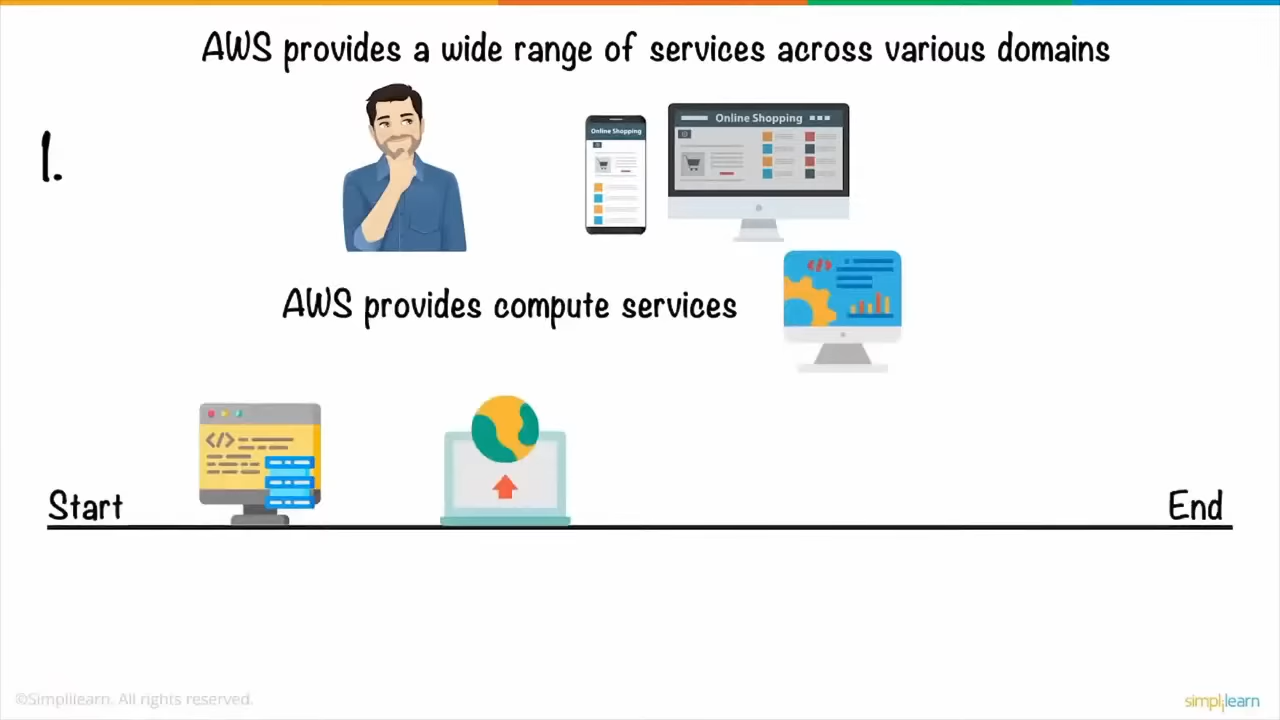 AWS provides a wide range of services across various domains
1.
Online Shopping
Online Shopping
AWS provides compute services
</>
</>
Start
End
©Simplilearn. All rights reserved.
simplilearn